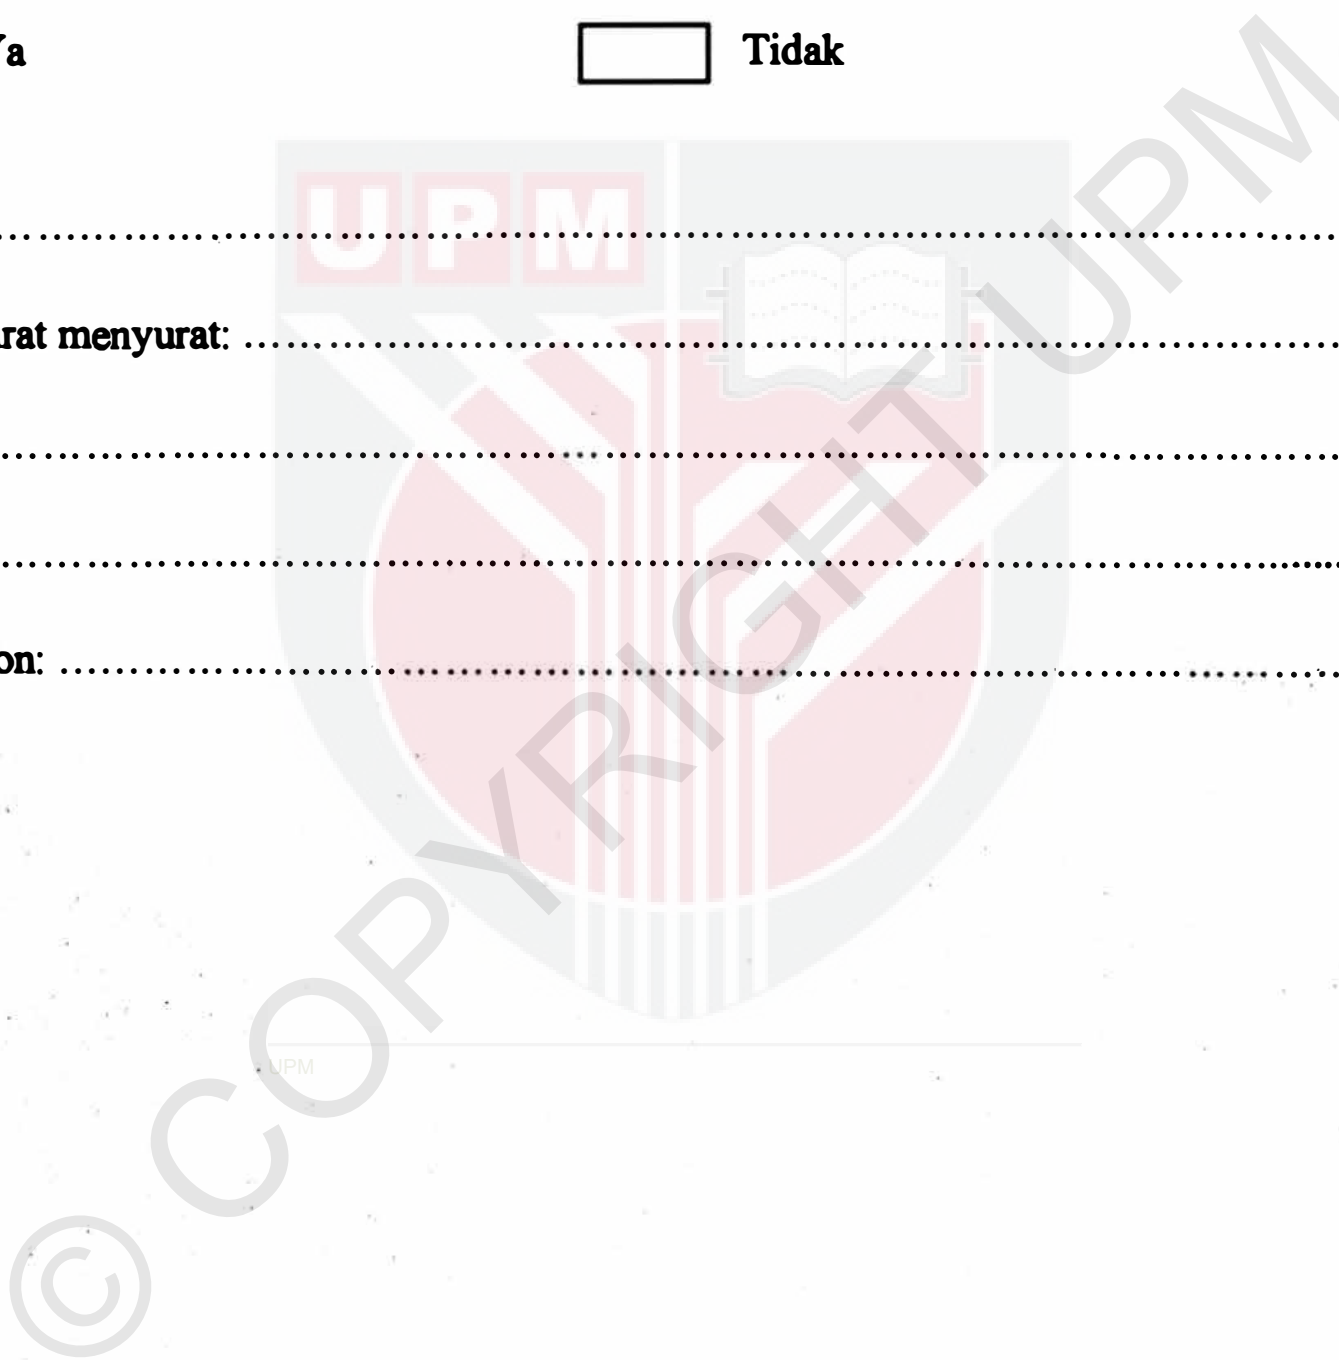 Ya Tidak
UPM
................................................................
rat menyurat: ................................................................
................................................................
................................................................
on: ................................................................
UPM
© COPYRIGHT UPM